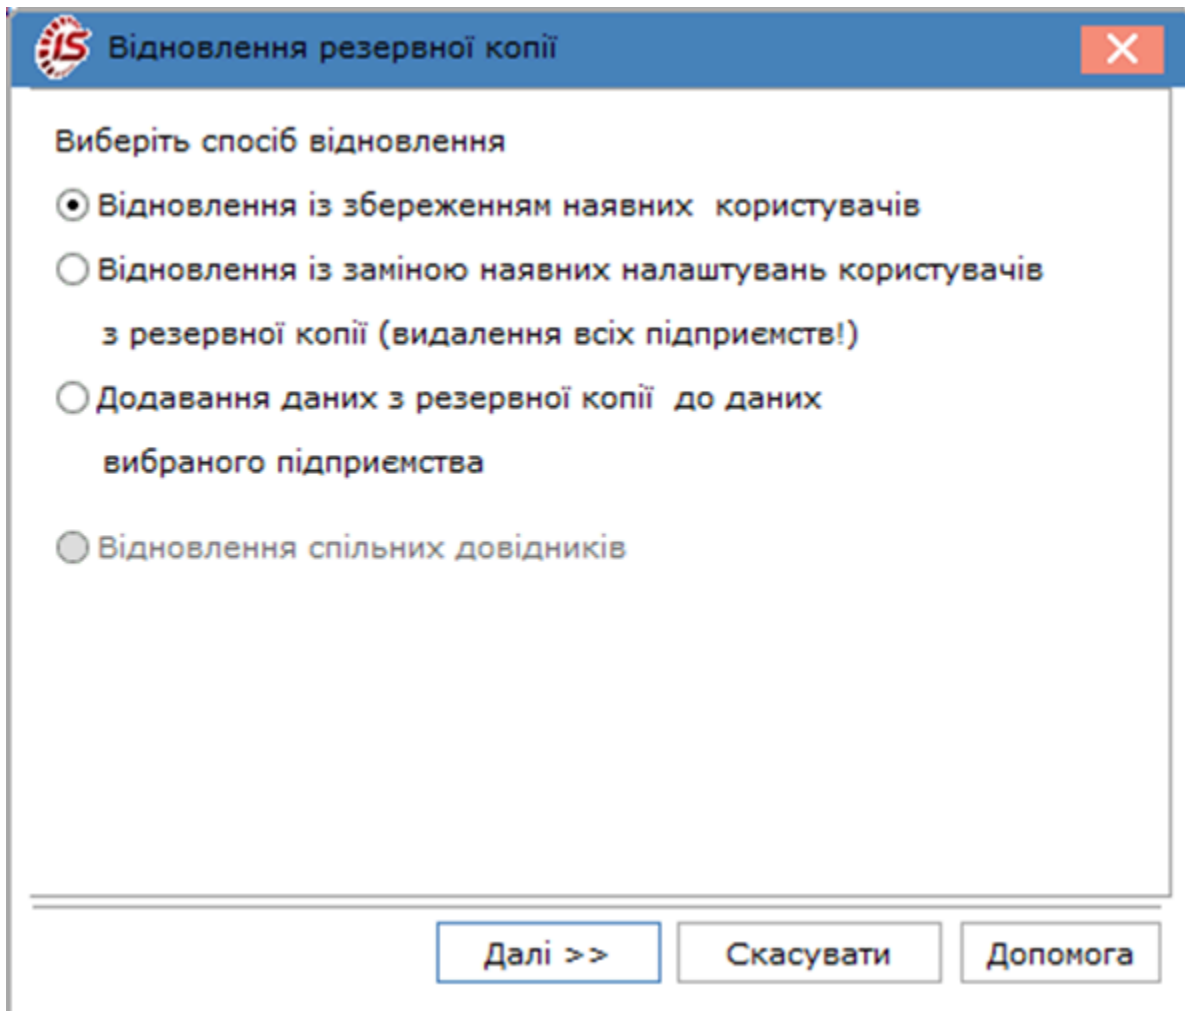 IS Відновлення резервної копії
Виберіть спосіб відновлення
Відновлення із збереженням наявних користувачів
Відновлення із заміною наявних налаштувань користувачів
з резервної копії (видалення всіх підприємств!)
Додавання даних з резервної копії до даних
вибраного підприємства
Відновлення спільних довідників
Далі >> Скасувати Допомога